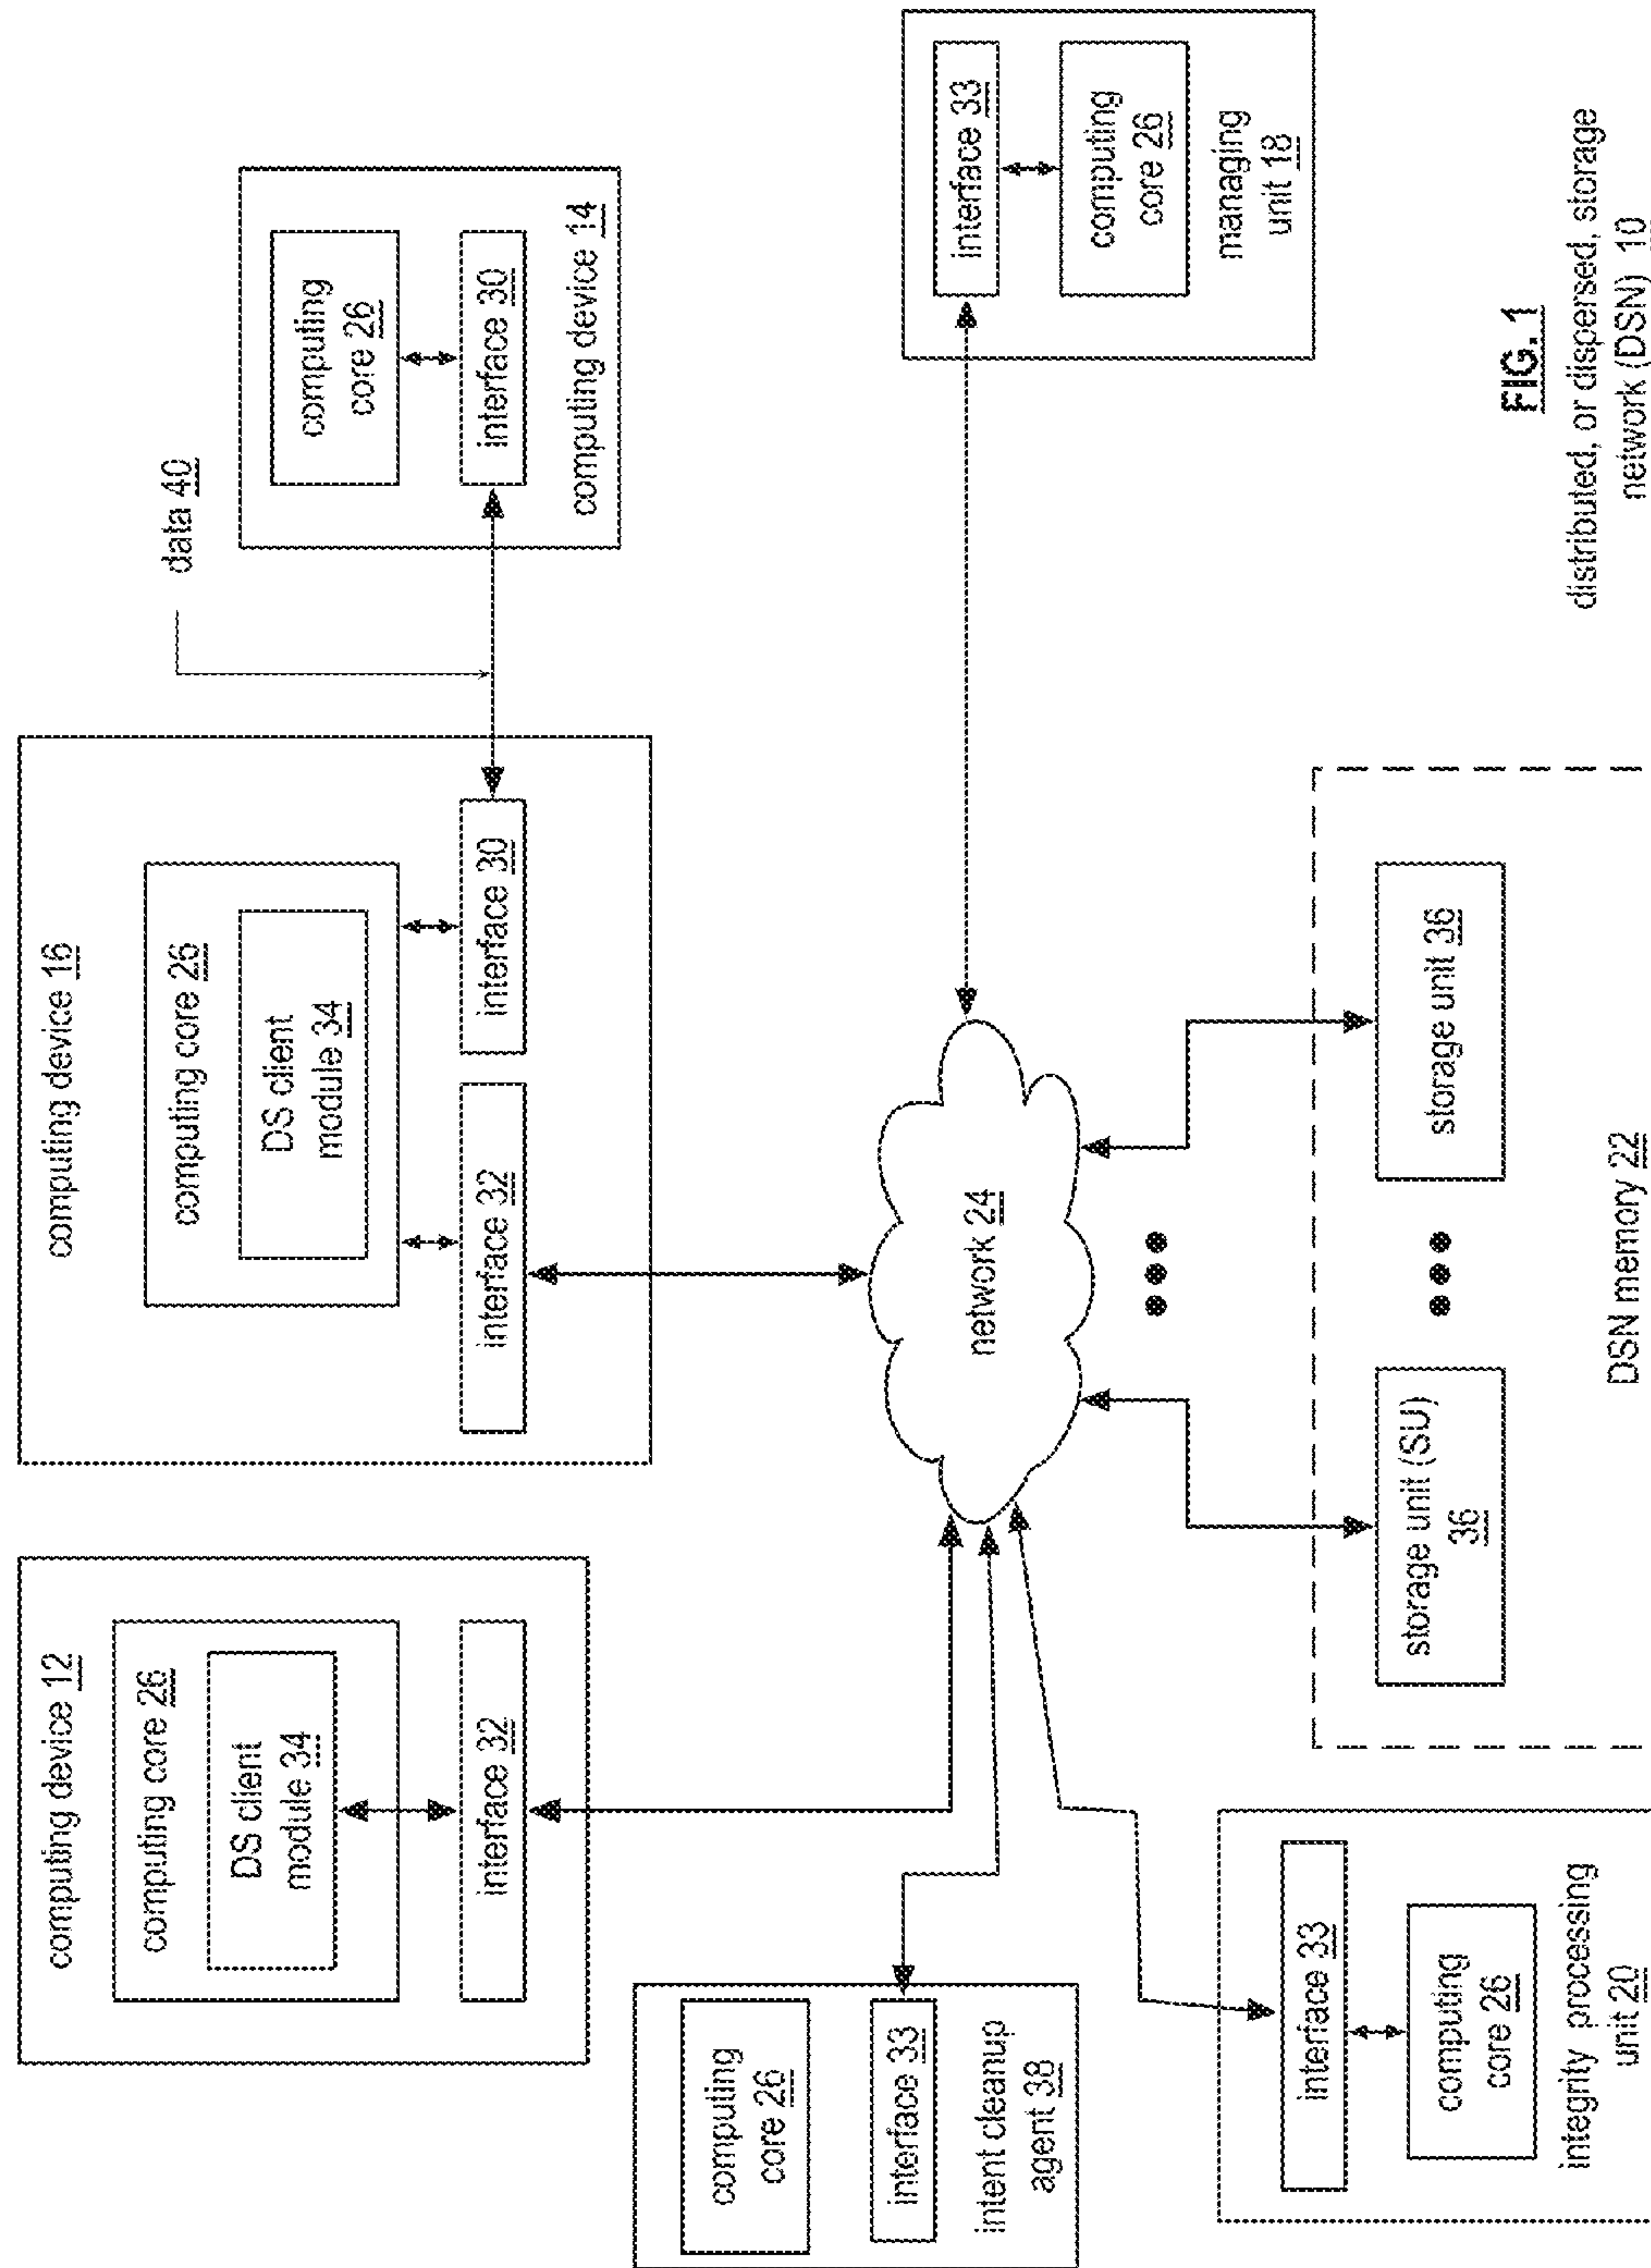 computing device 12
computing core 26
DS client
module 34
interface 32
computing device 16
computing core 26
DS client
module 34
interface 32
interface 30
data 40
computing
core 26
interface 30
computing device 14
computing
core 26
interface 33
intent cleanup
agent 38
network 24
interface 33
computing
core 26
managing
unit 18
interface 33
computing
core 26
integrity processing
unit 20
storage unit (SU)
36
storage unit 36
DSN memory 22
FIG. 1
distributed, or dispersed, storage
network (DSN) 10